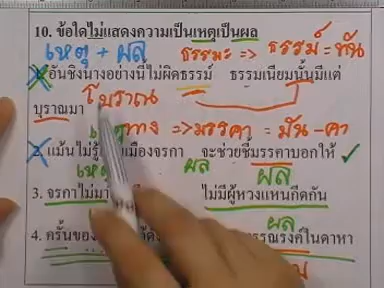 10. ข้อใดไม่แสดงความเป็นเหตุเป็นผล
เหตุ + ผล ธรรมะ => ธรรม์ = ทัน
อันชิงนางอย่างนี้ไม่ผิดธรรม์ ธรรมเนียมนั้นมีแต่
โบราณ
บุราณมา
ทาง => มรรคา = มัน - คา
2. แม้นไม่รู้ เมืองจรกา จะช่วยชี้มรรคาบอกให้
เหตุ ผล ผล
3. จรกาไม่มา ไม่มีผู้หวงแหนกีดกัน
ผล
4. ครั้นของ รณรงค์ในดาหา